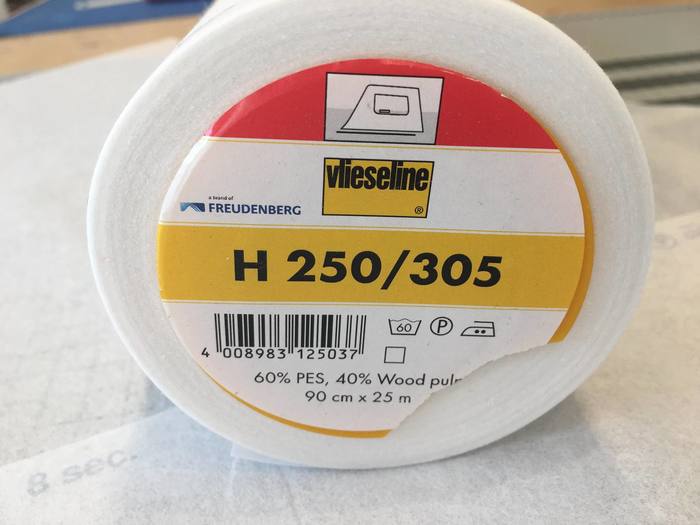 vlieseline
®
a brand of
FREUDENBERG
H 250/305
60
P
4 008983 125037
60% PES, 40% Wood
90 cm x 25 m
8 sec.